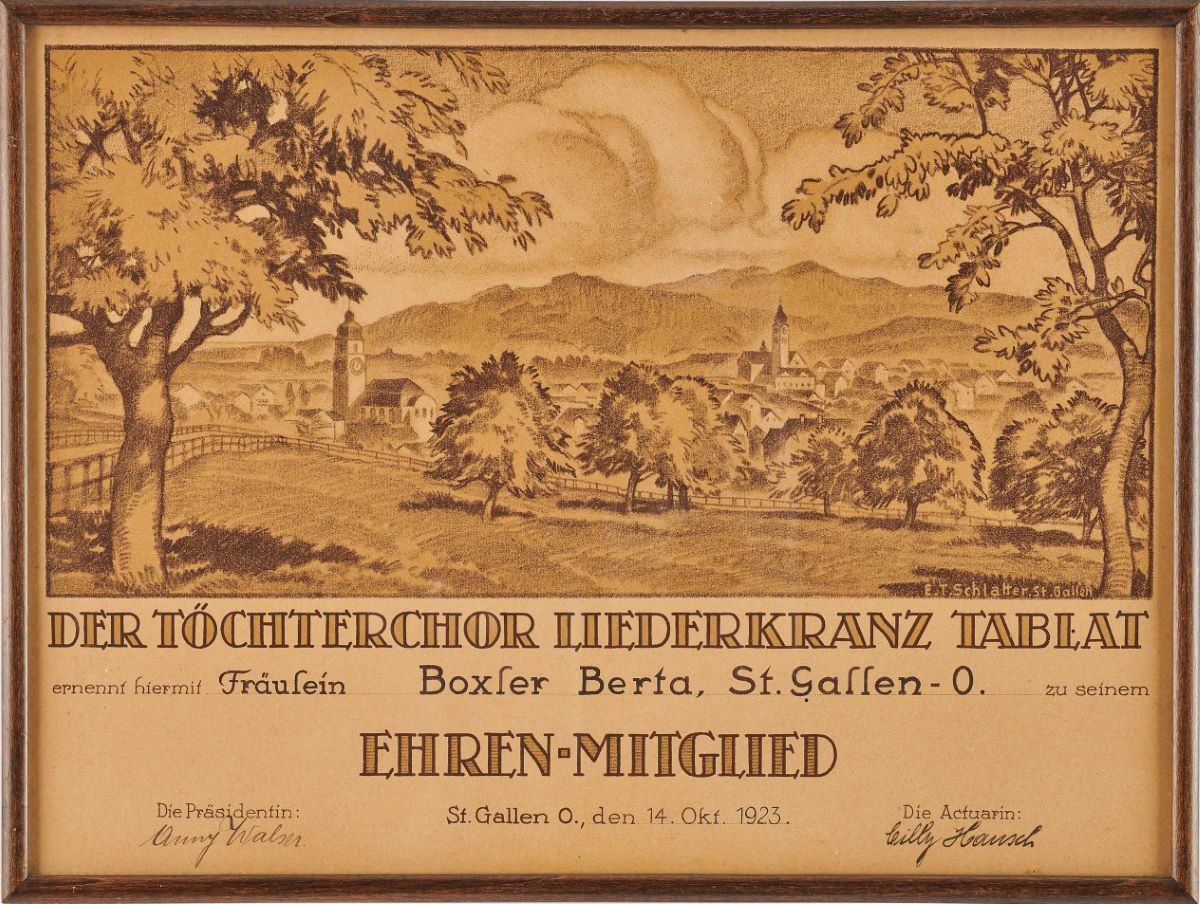 E.T. Schlatter, St. Gallen
DER TÖCHTERCHOR LIEDERKRANZ TABLAT
ernennt hiermit Fräulein Boxler Berta, St. Gallen-O. zu seinem
EHREN-MITGLIED
Die Präsidentin:
Anny Walser.
St. Gallen O., den 14. Okt. 1923.
Die Actuarin:
Cilly